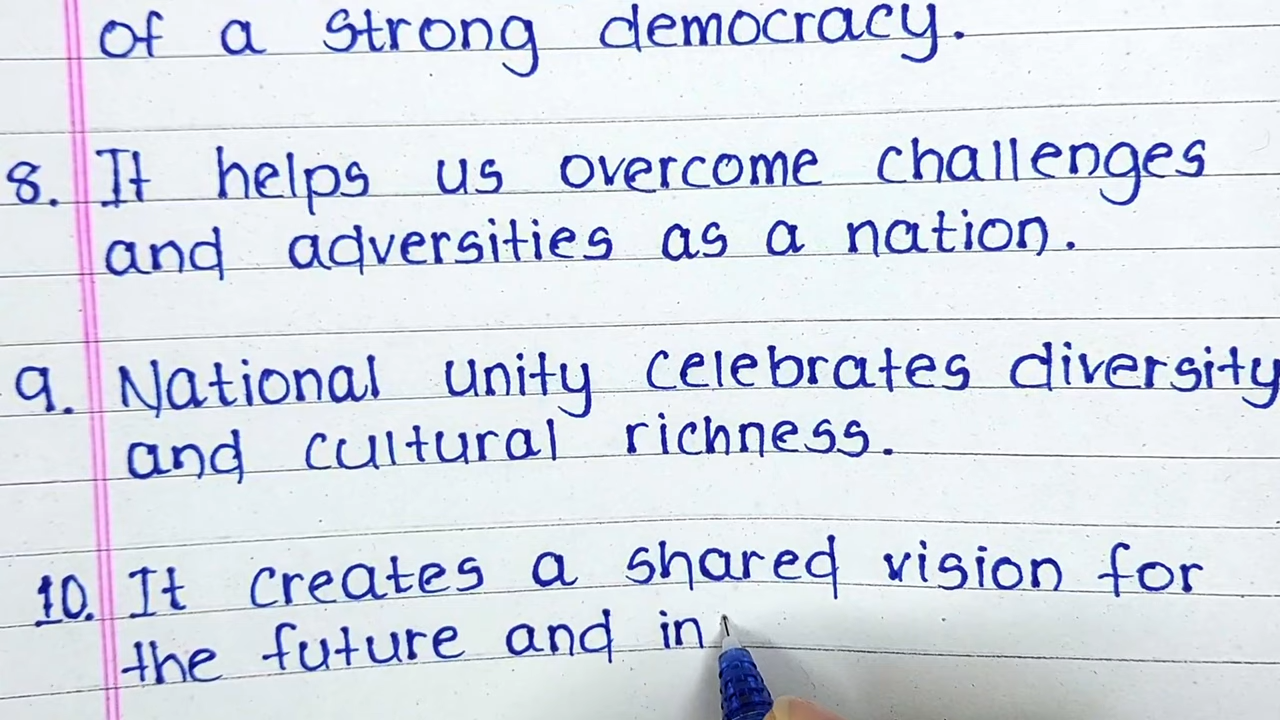 of a strong democracy.
8. It helps us overcome challenges
and adversities as a nation.
9. National unity celebrates diversity
and cultural richness.
10. It creates a shared vision for
the future and in